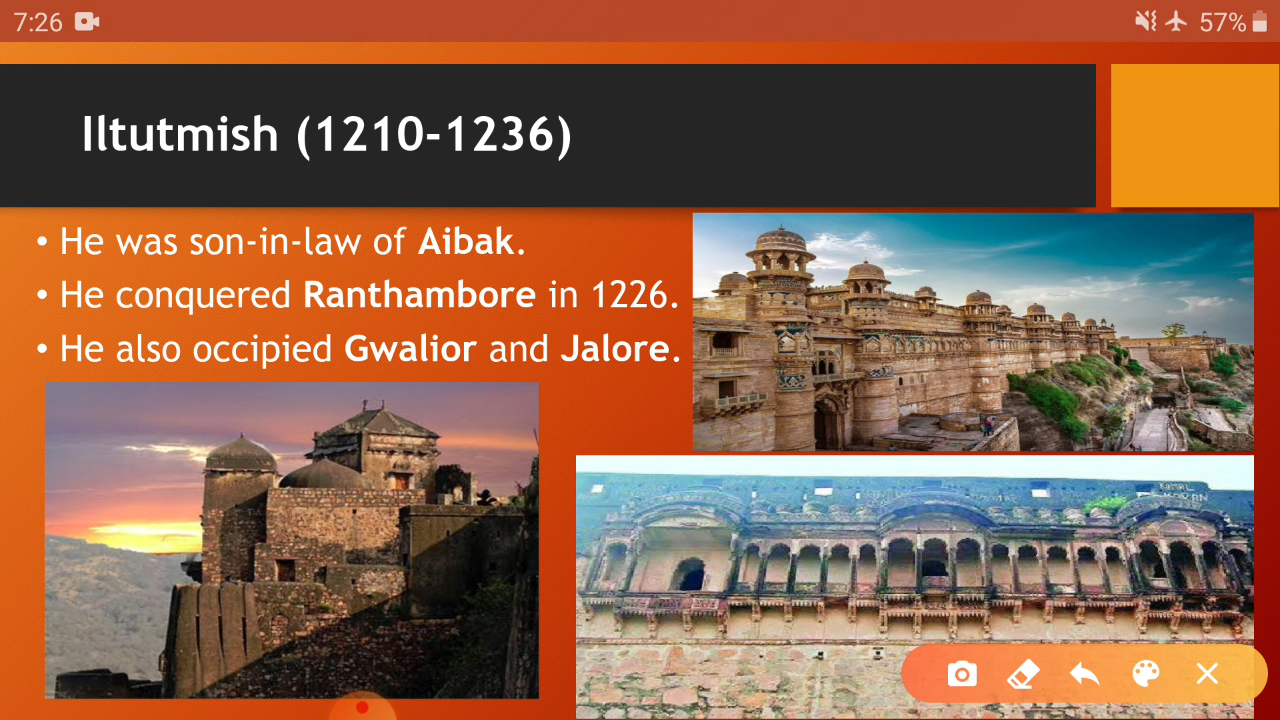 7:26
57%
Iltutmish (1210-1236)
• He was son-in-law of Aibak.
• He conquered Ranthambore in 1226.
• He also occipied Gwalior and Jalore.